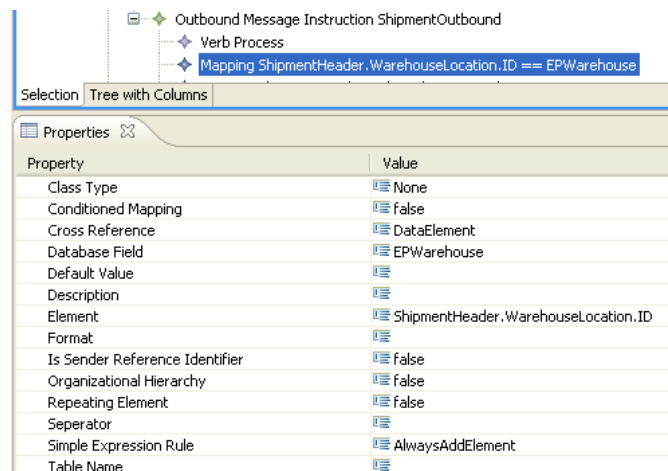 Outbound Message Instruction ShipmentOutbound
Verb Process
Mapping ShipmentHeader.WarehouseLocation.ID == EPWarehouse
Selection Tree with Columns
Properties
Property Value
Class Type None
Conditioned Mapping false
Cross Reference DataElement
Database Field EPWarehouse
Default Value
Description
Element ShipmentHeader.WarehouseLocation.ID
Format
Is Sender Reference Identifier false
Organizational Hierarchy false
Repeating Element false
Seperator
Simple Expression Rule AlwaysAddElement
Table Name